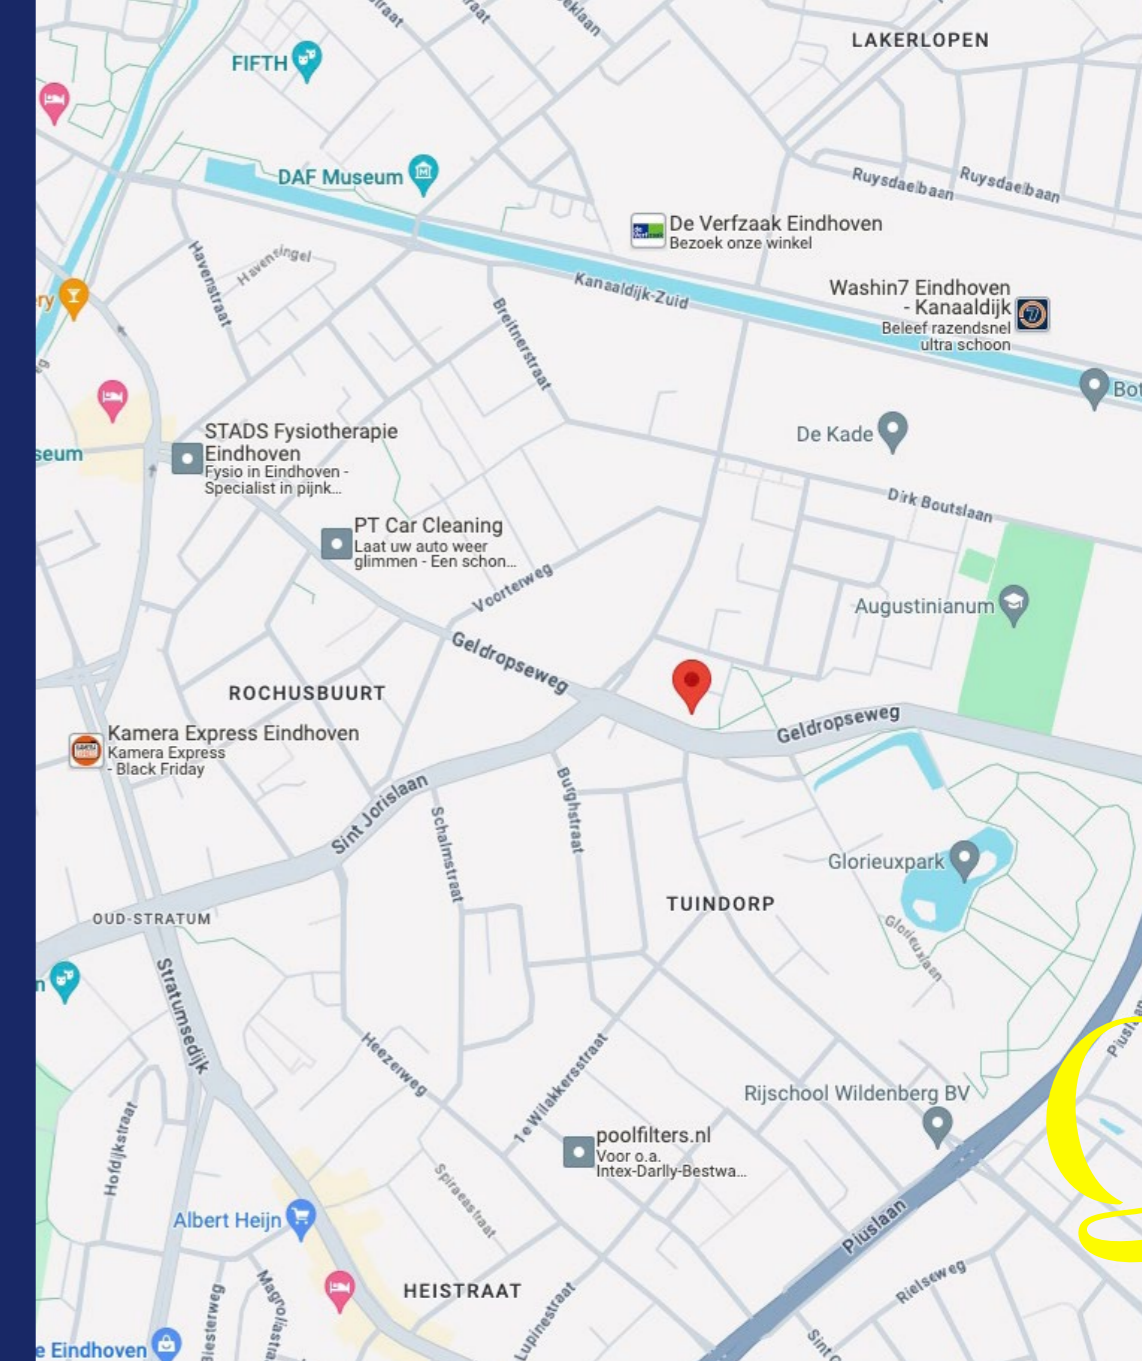 LAKERLOPEN
FIFTH
DAF Museum
Ruysdaelbaan
Ruysdaelbaan
De Verfzaak Eindhoven
Bezoek onze winkel
Havensingel
Havenstraat
Kanaaldijk-Zuid
Washin7 Eindhoven
- Kanaaldijk
Beleef razendsnel
ultra schoon
Breitnerstraat
Bot
STADS Fysiotherapie
Eindhoven
Fysio in Eindhoven -
Specialist in pijnk...
seum
De Kade
Dirk Boutslaan
PT Car Cleaning
Laat uw auto weer
glimmen - Een schon...
Voorterweg
Augustinianum
Geldropseweg
ROCHUSBUURT
Geldropseweg
Kamera Express Eindhoven
Kamera Express
- Black Friday
Sint Jorislaan
Burghstraat
Schalmstraat
Glorieuxpark
TUINDORP
OUD-STRATUM
Glorieuxlaan
Stratumsedijk
Heezerweg
1e Wilakkersstraat
Rijschool Wildenberg BV
poolfilters.nl
Voor o.a.
Intex-Darlly-Bestwa...
Hofdijkstraat
Spiraeastraat
Albert Heijn
Piuslaan
HEISTRAAT
Rielseweg
Biesterweg
Lupinestraat
e Eindhoven